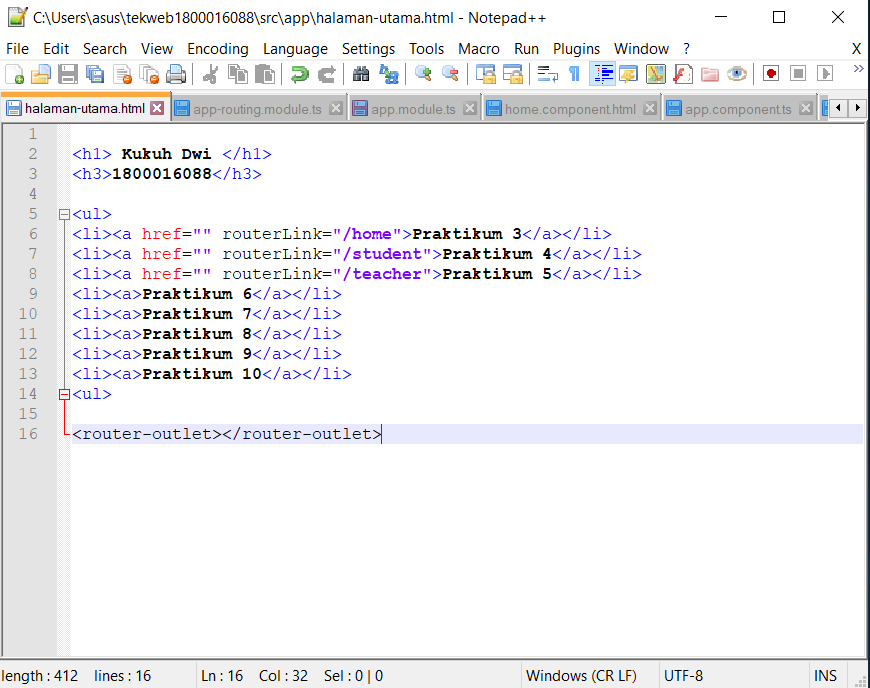 C:\Users\asus\tekweb1800016088\src\app\halaman-utama.html - Notepad++
File Edit Search View Encoding Language Settings Tools Macro Run Plugins Window ? X
halaman-utama.html app-routing.module.ts app.module.ts home.component.html app.component.ts
1
2 <h1> Kukuh Dwi </h1>
3 <h3>1800016088</h3>
4
5 <ul>
6 <li><a href="" routerLink="/home">Praktikum 3</a></li>
7 <li><a href="" routerLink="/student">Praktikum 4</a></li>
8 <li><a href="" routerLink="/teacher">Praktikum 5</a></li>
9 <li><a>Praktikum 6</a></li>
10 <li><a>Praktikum 7</a></li>
11 <li><a>Praktikum 8</a></li>
12 <li><a>Praktikum 9</a></li>
13 <li><a>Praktikum 10</a></li>
14 <ul>
15
16 <router-outlet></router-outlet>
length : 412 lines : 16 Ln : 16 Col : 32 Sel : 0 | 0 Windows (CR LF) UTF-8 INS